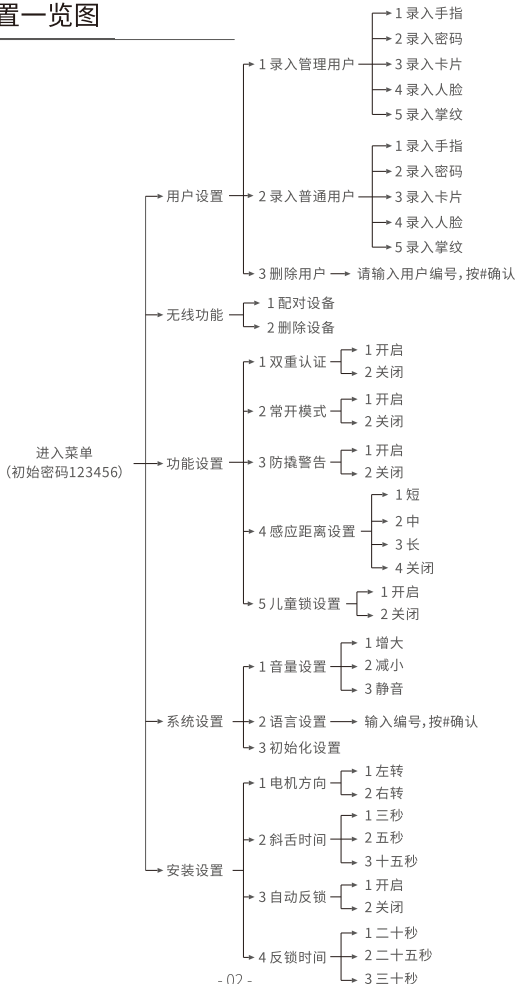 置一览图
进入菜单
（初始密码123456）
用户设置
1 录入管理用户
1 录入手指
2 录入密码
3 录入卡片
4 录入人脸
5 录入掌纹
2 录入普通用户
1 录入手指
2 录入密码
3 录入卡片
4 录入人脸
5 录入掌纹
3 删除用户
请输入用户编号，按#确认
无线功能
1 配对设备
2 删除设备
功能设置
1 双重认证
1 开启
2 关闭
2 常开模式
1 开启
2 关闭
3 防撬警告
1 开启
2 关闭
4 感应距离设置
1 短
2 中
3 长
4 关闭
5 儿童锁设置
1 开启
2 关闭
系统设置
1 音量设置
1 增大
2 减小
3 静音
2 语言设置
输入编号，按#确认
3 初始化设置
安装设置
1 电机方向
1 左转
2 右转
2 斜舌时间
1 三秒
2 五秒
3 十五秒
3 自动反锁
1 开启
2 关闭
4 反锁时间
1 二十秒
2 二十五秒
3 三十秒
- 02 -